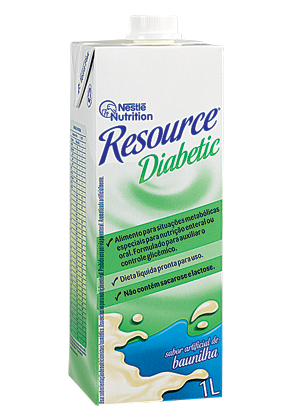 Nestlé
Nutrition
Resource®
Diabetic
Alimento para situações metabólicas
especiais para nutrição enteral ou
oral. Formulado para auxiliar o
controle glicêmico.
Dieta líquida pronta para uso.
Não contém sacarose e lactose.
sabor artificial de
baunilha
1L